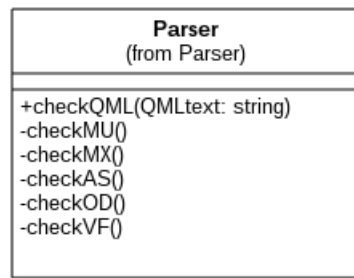 Parser
(from Parser)
+checkQML(QMLtext: string)
-checkMU()
-checkMX()
-checkAS()
-checkOD()
-checkVF()